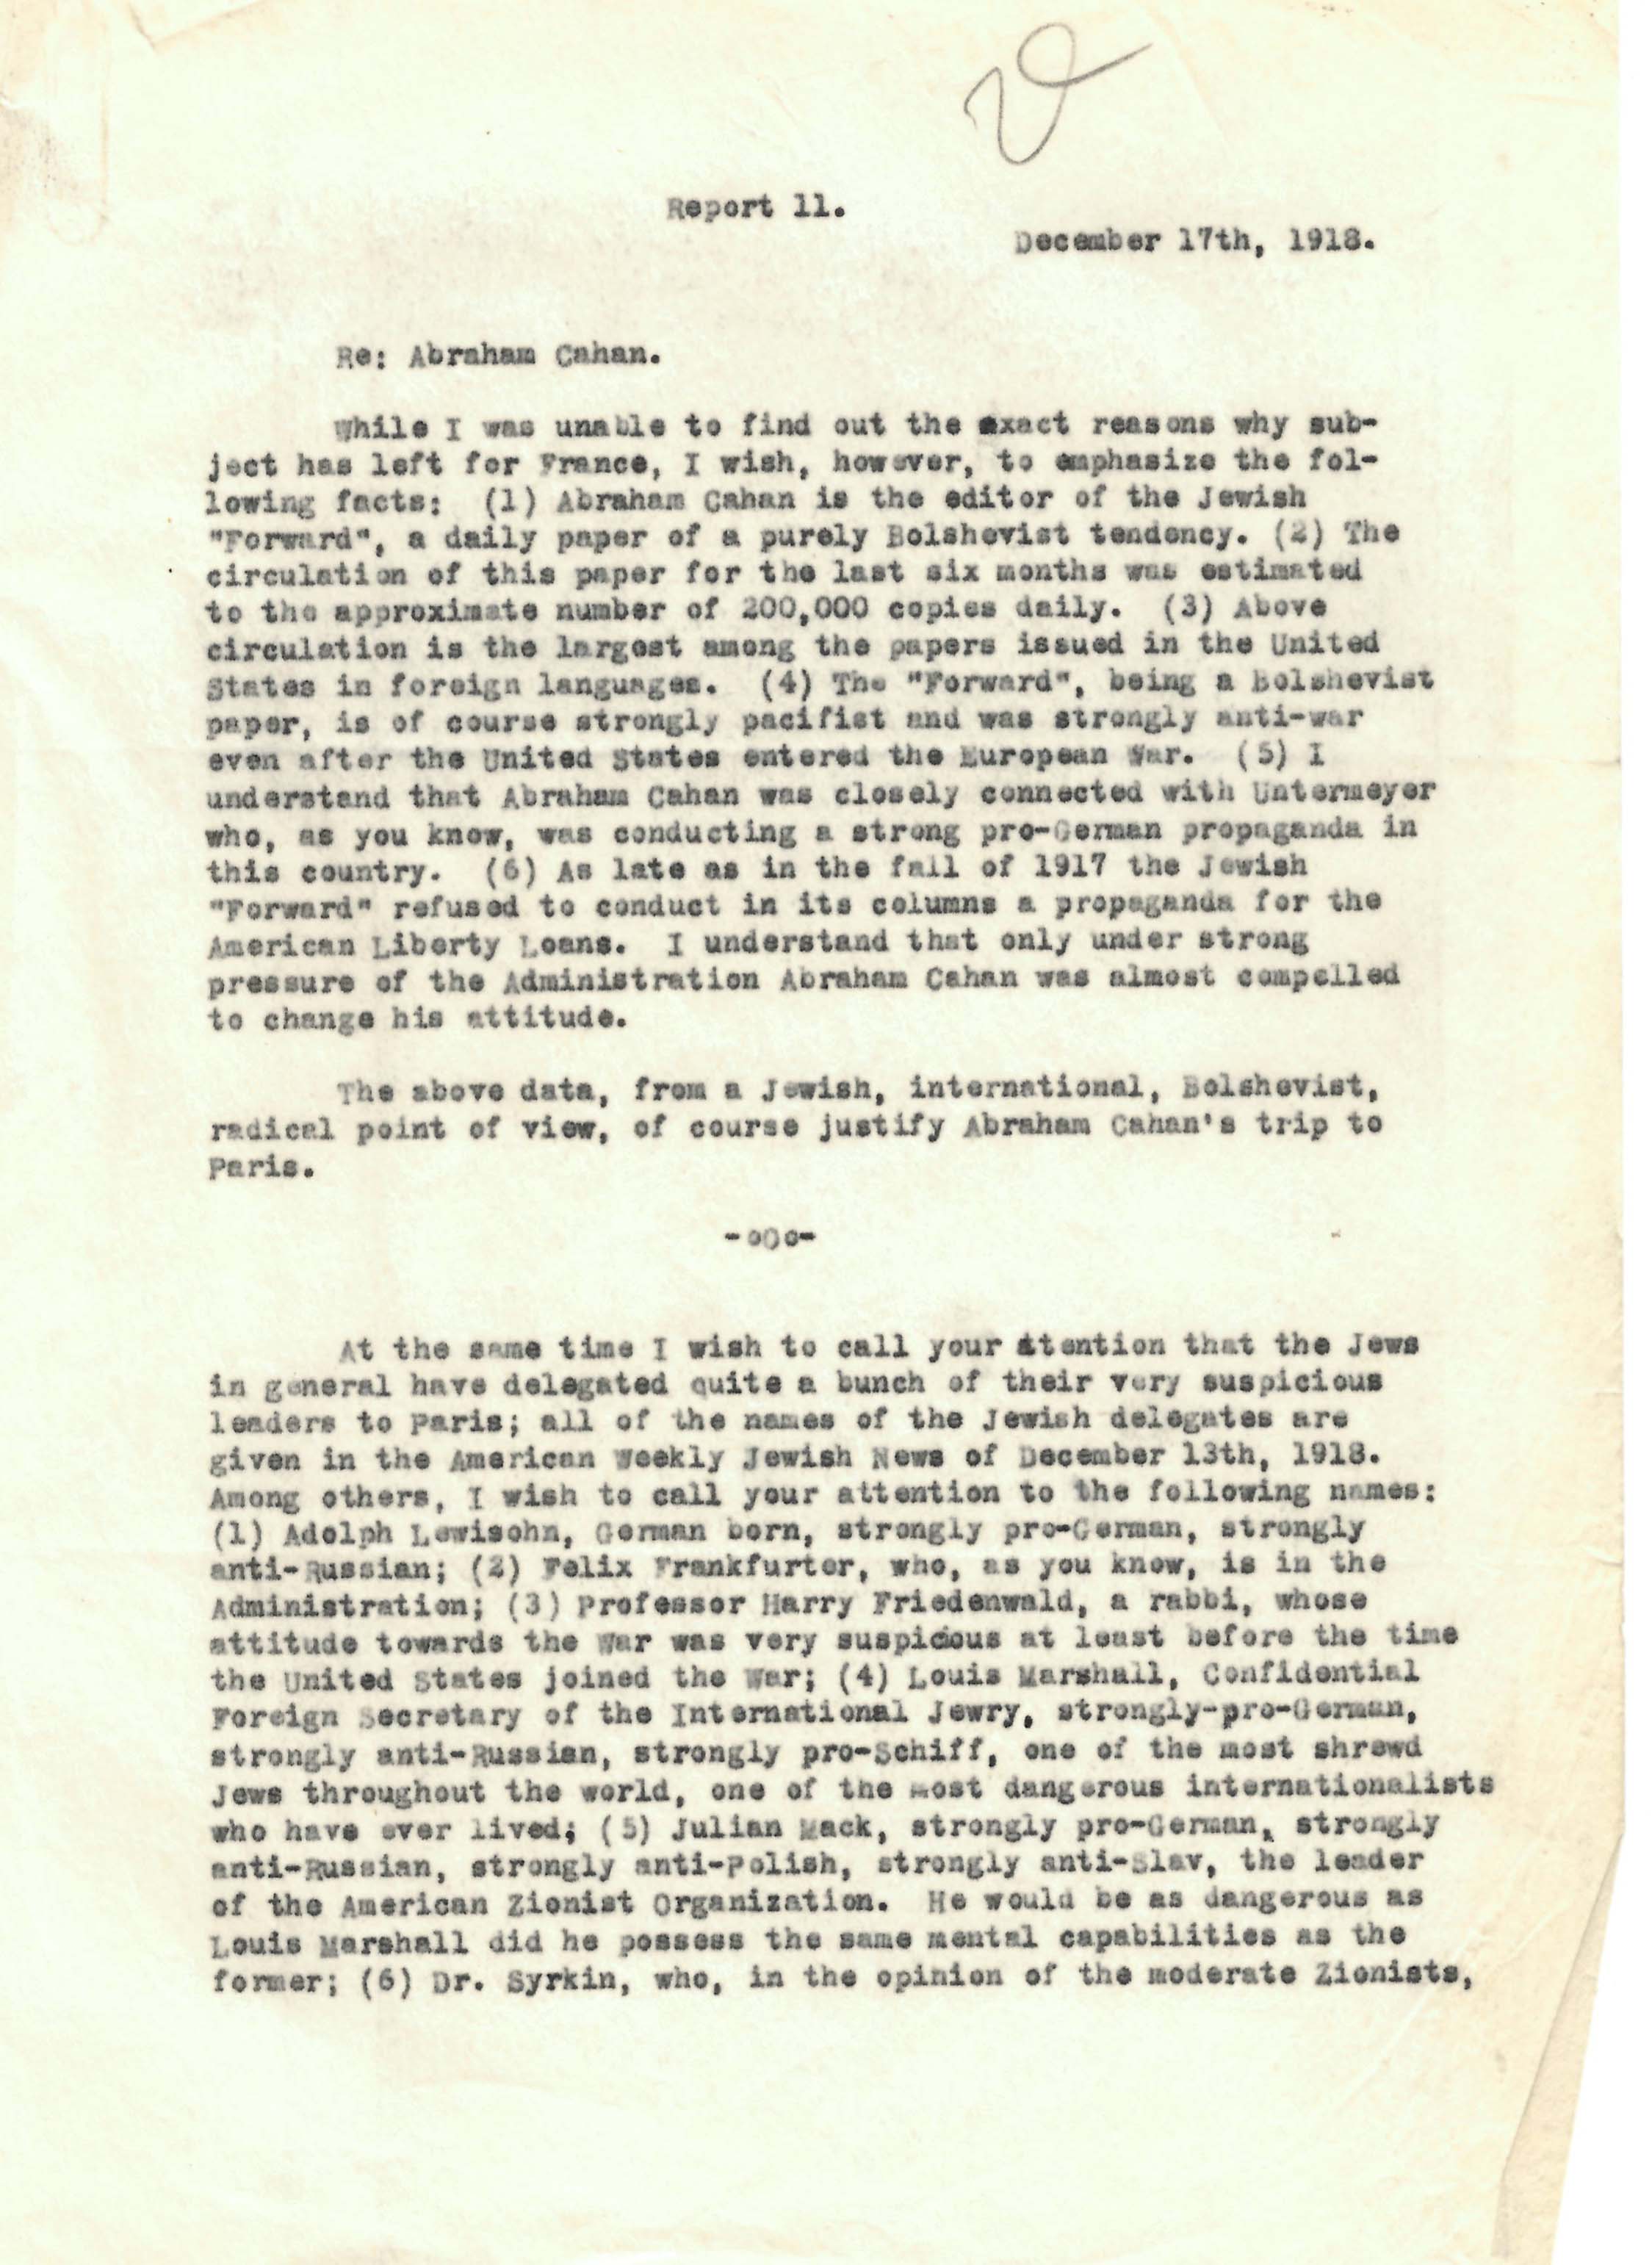 Report 11.
December 17th, 1918.
Re: Abraham Cahan.
While I was unable to find out the exact reasons why sub-
ject has left for France, I wish, however, to emphasize the fol-
lowing facts: (1) Abraham Cahan is the editor of the Jewish
"Forward", a daily paper of a purely Bolshevist tendency. (2) The
circulation of this paper for the last six months was estimated
to the approximate number of 200,000 copies daily. (3) Above
circulation is the largest among the papers issued in the United
States in foreign languages. (4) The "Forward", being a Bolshevist
paper, is of course strongly pacifist and was strongly anti-war
even after the United States entered the European War. (5) I
understand that Abraham Cahan was closely connected with Untermeyer
who, as you know, was conducting a strong pro-German propaganda in
this country. (6) As late as in the fall of 1917 the Jewish
"Forward" refused to conduct in its columns a propaganda for the
American Liberty Loans. I understand that only under strong
pressure of the Administration Abraham Cahan was almost compelled
to change his attitude.
The above data, from a Jewish, international, Bolshevist,
radical point of view, of course justify Abraham Cahan's trip to
Paris.
-oOo-
At the same time I wish to call your attention that the Jews
in general have delegated quite a bunch of their very suspicious
leaders to Paris; all of the names of the Jewish delegates are
given in the American Weekly Jewish News of December 13th, 1918.
Among others, I wish to call your attention to the following names:
(1) Adolph Lewisohn, German born, strongly pro-German, strongly
anti-Russian; (2) Felix Frankfurter, who, as you know, is in the
Administration; (3) Professor Harry Friedenwald, a rabbi, whose
attitude towards the War was very suspicious at least before the time
the United States joined the War; (4) Louis Marshall, Confidential
Foreign Secretary of the International Jewry, strongly-pro-German,
strongly anti-Russian, strongly pro-Schiff, one of the most shrewd
Jews throughout the world, one of the most dangerous internationalists
who have ever lived; (5) Julian Mack, strongly pro-German, strongly
anti-Russian, strongly anti-Polish, strongly anti-Slav, the leader
of the American Zionist Organization. He would be as dangerous as
Louis Marshall did he possess the same mental capabilities as the
former; (6) Dr. Syrkin, who, in the opinion of the moderate Zionists,